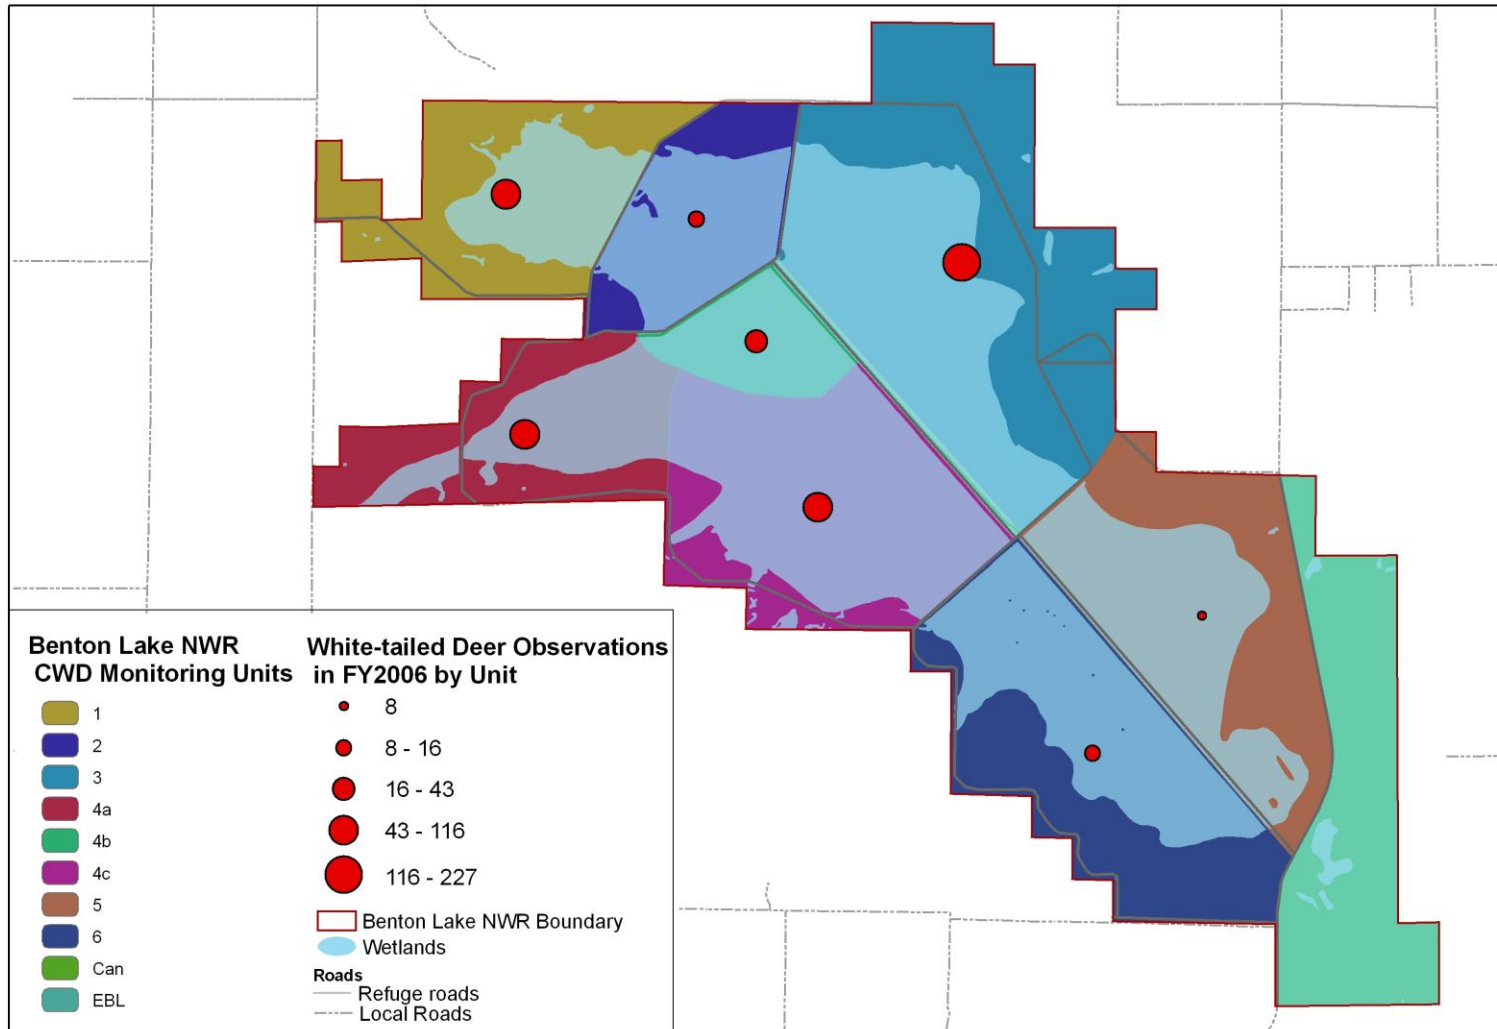 Benton Lake NWR
CWD Monitoring Units
1
2
3
4a
4b
4c
5
6
Can
EBL
White-tailed Deer Observations
in FY2006 by Unit
8
8 - 16
16 - 43
43 - 116
116 - 227
Benton Lake NWR Boundary
Wetlands
Roads
Refuge roads
Local Roads